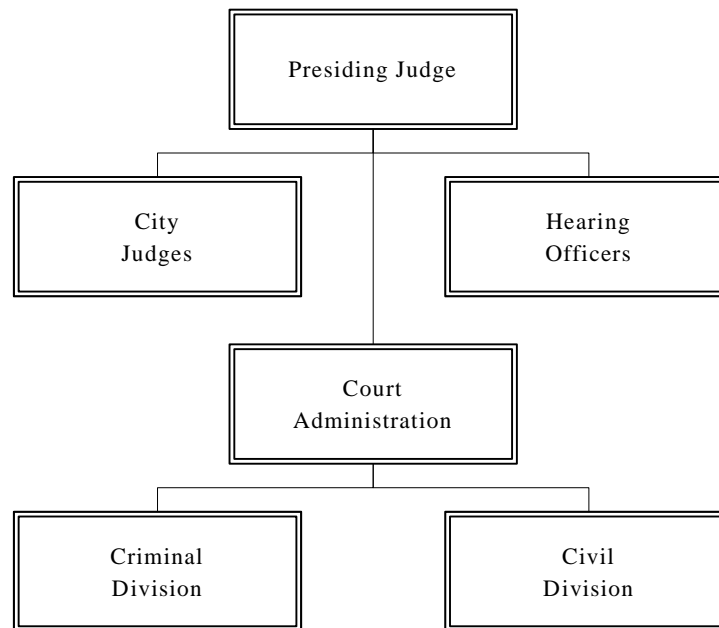 Presiding Judge
City
Judges
Hearing
Officers
Court
Administration
Criminal
Division
Civil
Division